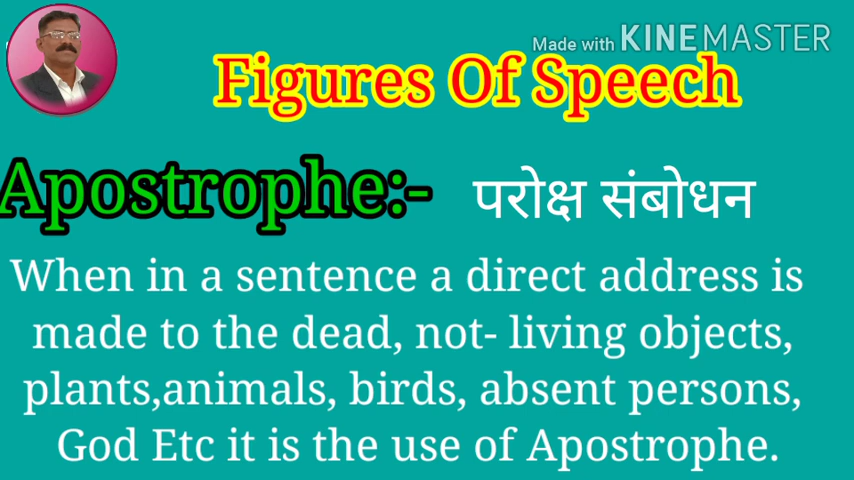 Made with KINEMASTER
Figures Of Speech
Apostrophe:- परोक्ष संबोधन
When in a sentence a direct address is
made to the dead, not- living objects,
plants,animals, birds, absent persons,
God Etc it is the use of Apostrophe.